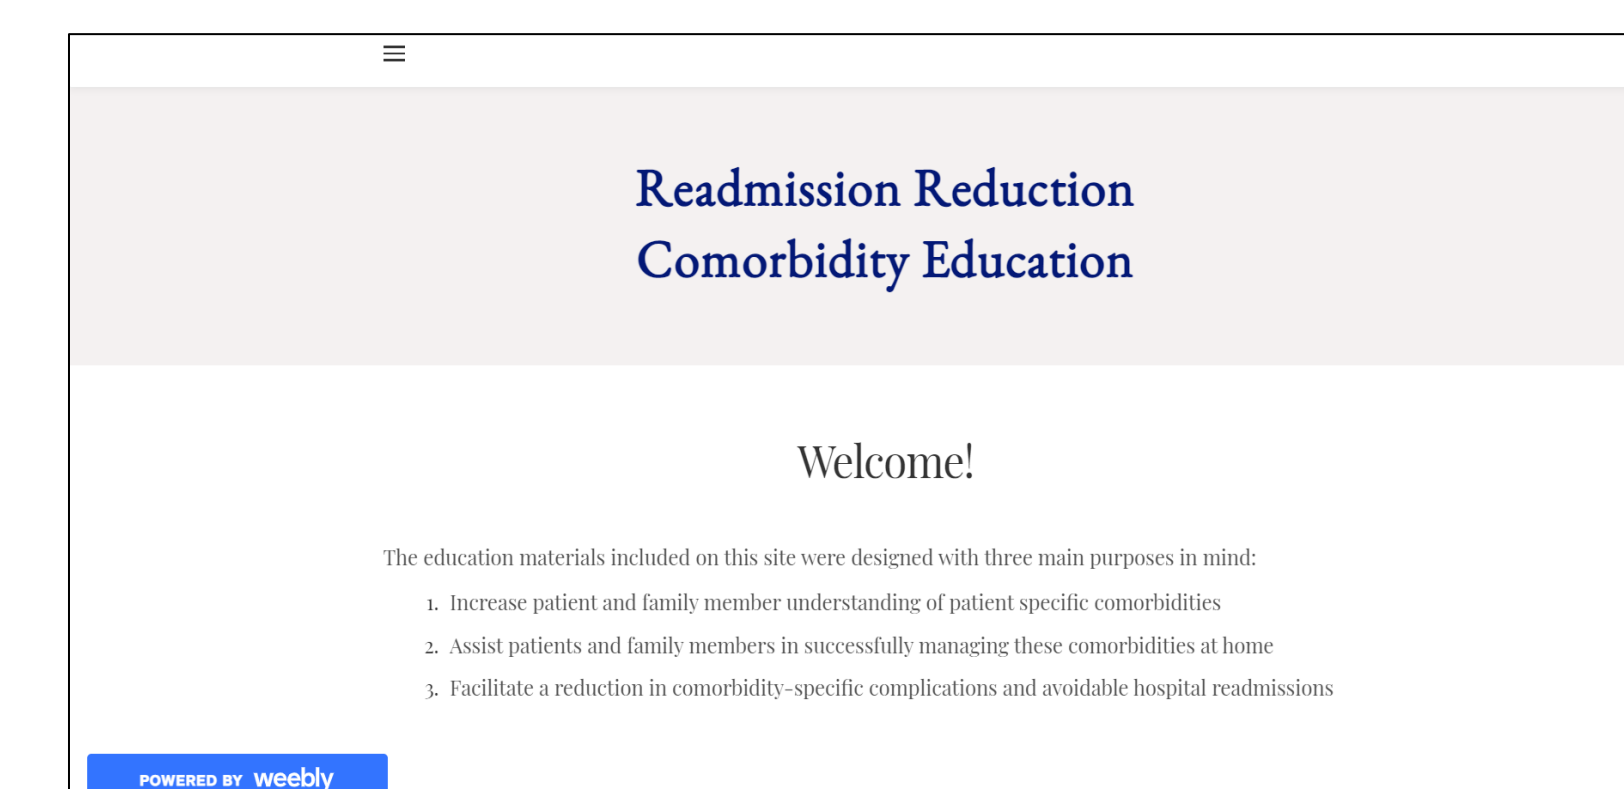 Readmission Reduction
Comorbidity Education
Welcome!
The education materials included on this site were designed with three main purposes in mind:
1. Increase patient and family member understanding of patient specific comorbidities
2. Assist patients and family members in successfully managing these comorbidities at home
3. Facilitate a reduction in comorbidity-specific complications and avoidable hospital readmissions
POWERED BY weebly